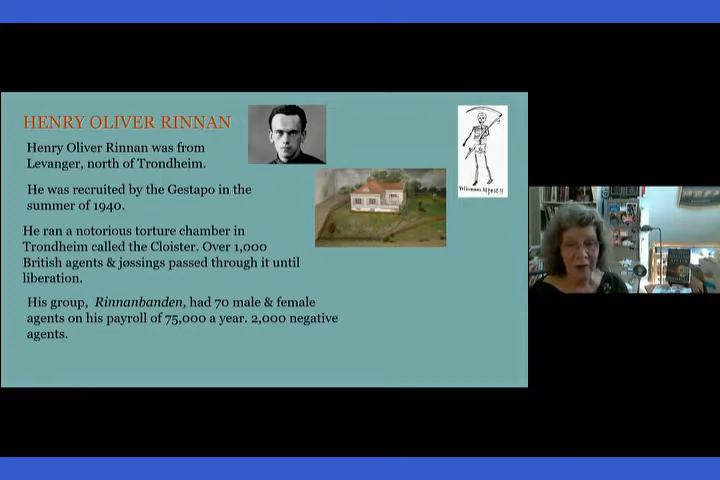 HENRY OLIVER RINNAN
Henry Oliver Rinnan was from
Levanger, north of Trondheim.
He was recruited by the Gestapo in the
summer of 1940.
He ran a notorious torture chamber in
Trondheim called the Cloister. Over 1,000
British agents & jøssings passed through it until
liberation.
His group, Rinnanbanden, had 70 male & female
agents on his payroll of 75,000 a year. 2,000 negative
agents.